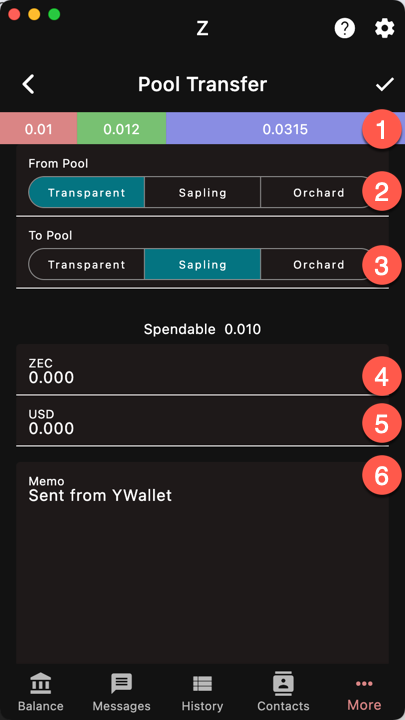 Z
Pool Transfer
0.01 0.012 0.0315 1
From Pool
Transparent Sapling Orchard 2
To Pool
Transparent Sapling Orchard 3
Spendable 0.010
ZEC
0.000 4
USD
0.000 5
6
Memo
Sent from YWallet
Balance Messages History Contacts More